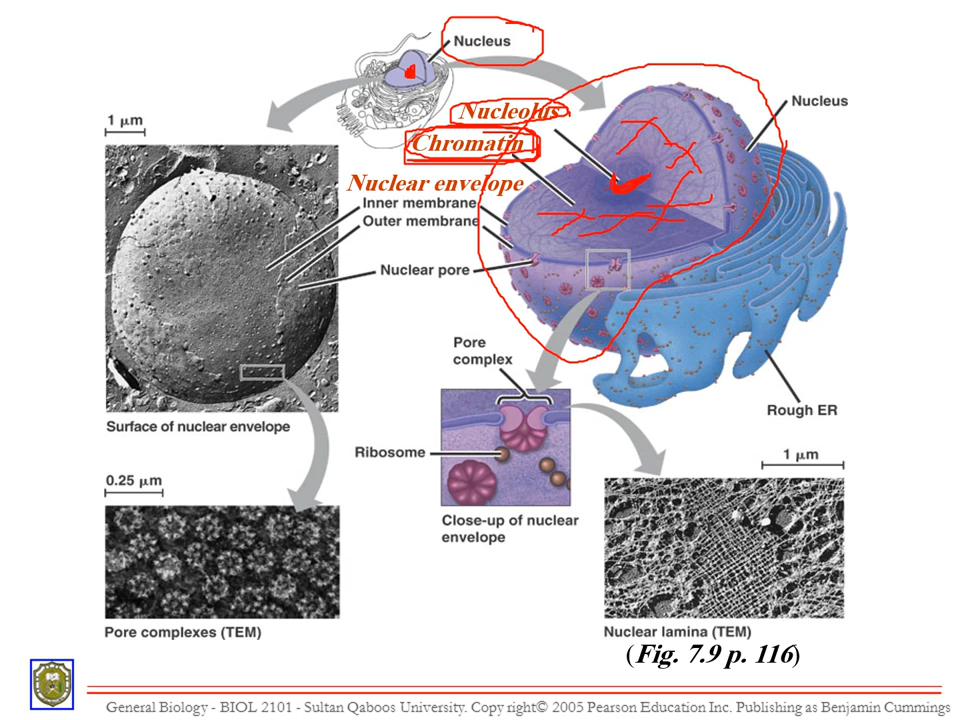 Nucleus
Nucleolus
Nucleus
1 µm
Chromatin
Nuclear envelope
Inner membrane
Outer membrane
Nuclear pore
Pore
complex
Rough ER
Surface of nuclear envelope
Ribosome
1 µm
0.25 µm
Close-up of nuclear
envelope
Pore complexes (TEM)
Nuclear lamina (TEM)
(Fig. 7.9 p. 116)
General Biology - BIOL 2101 - Sultan Qaboos University. Copy right© 2005 Pearson Education Inc. Publishing as Benjamin Cummings